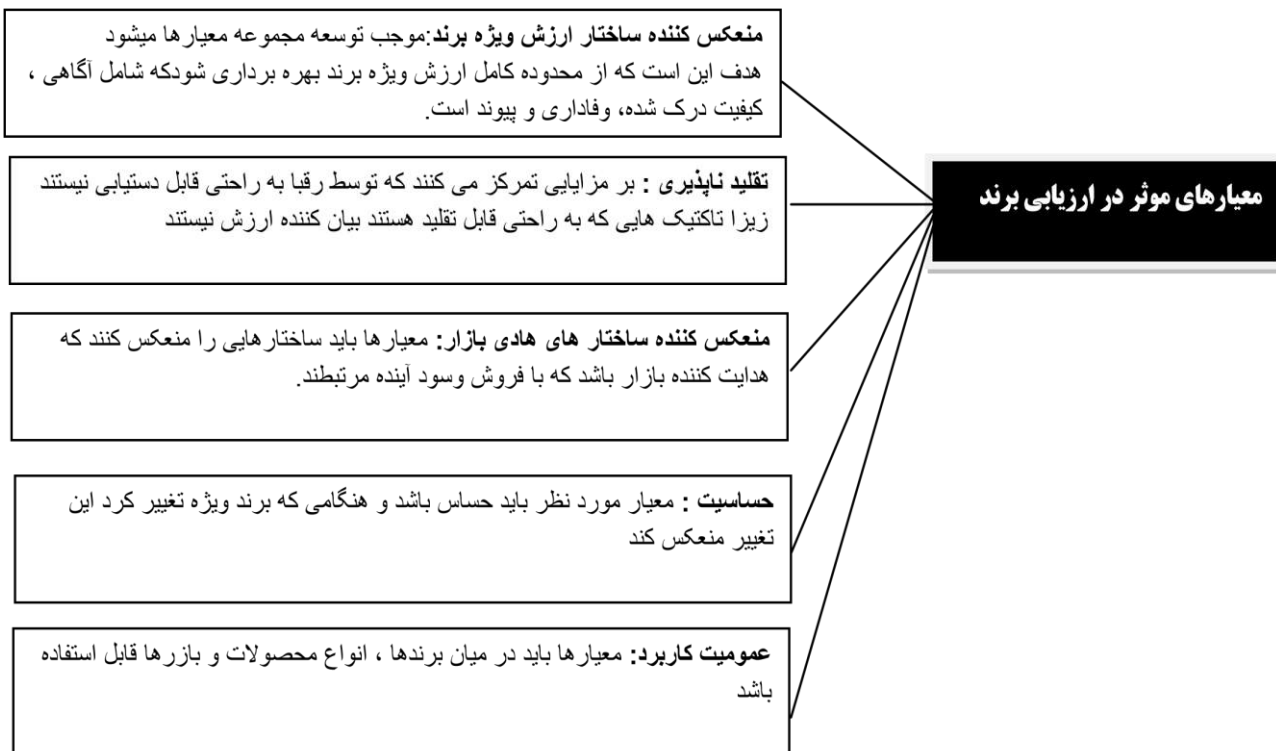 معیارهای موثر در ارزیابی برند
منعکس کننده ساختار ارزش ویژه برند:موجب توسعه مجموعه معیارها میشود
هدف این است که از محدوده کامل ارزش ویژه برند بهره برداری شودکه شامل آگاهی ،
کیفیت درک شده، وفاداری و پیوند است.
تقلید ناپذیری : بر مزایایی تمرکز می کنند که توسط رقبا به راحتی قابل دستیابی نیستند
زیزا تاکتیک هایی که به راحتی قابل تقلید هستند بیان کننده ارزش نیستند
منعکس کننده ساختار های هادی بازار: معیارها باید ساختارهایی را منعکس کنند که
هدایت کننده بازار باشد که با فروش وسود آینده مرتبطند.
حساسیت : معیار مورد نظر باید حساس باشد و هنگامی که برند ویژه تغییر کرد این
تغییر منعکس کند
عمومیت کاربرد: معیارها باید در میان برندها ، انواع محصولات و بازرها قابل استفاده
باشد